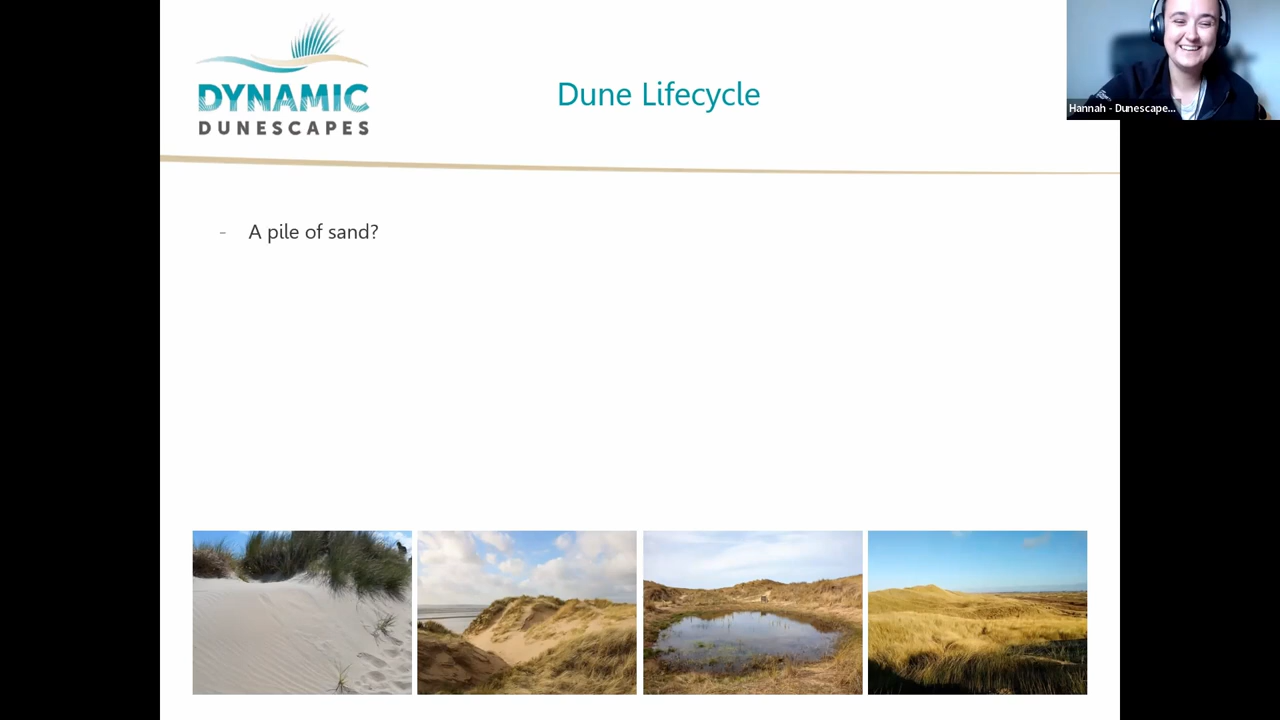 DYNAMIC
DUNESCAPES
Dune Lifecycle
Hannah - Dunescape...
- A pile of sand?